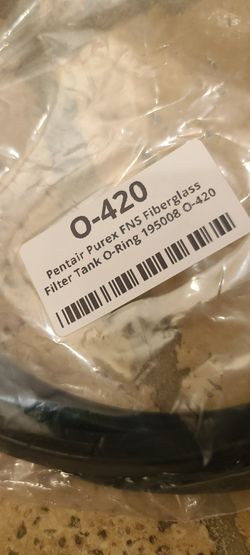 O-420
Pentair Purex FNS Fiberglass
Filter Tank O-Ring 195008 O-420